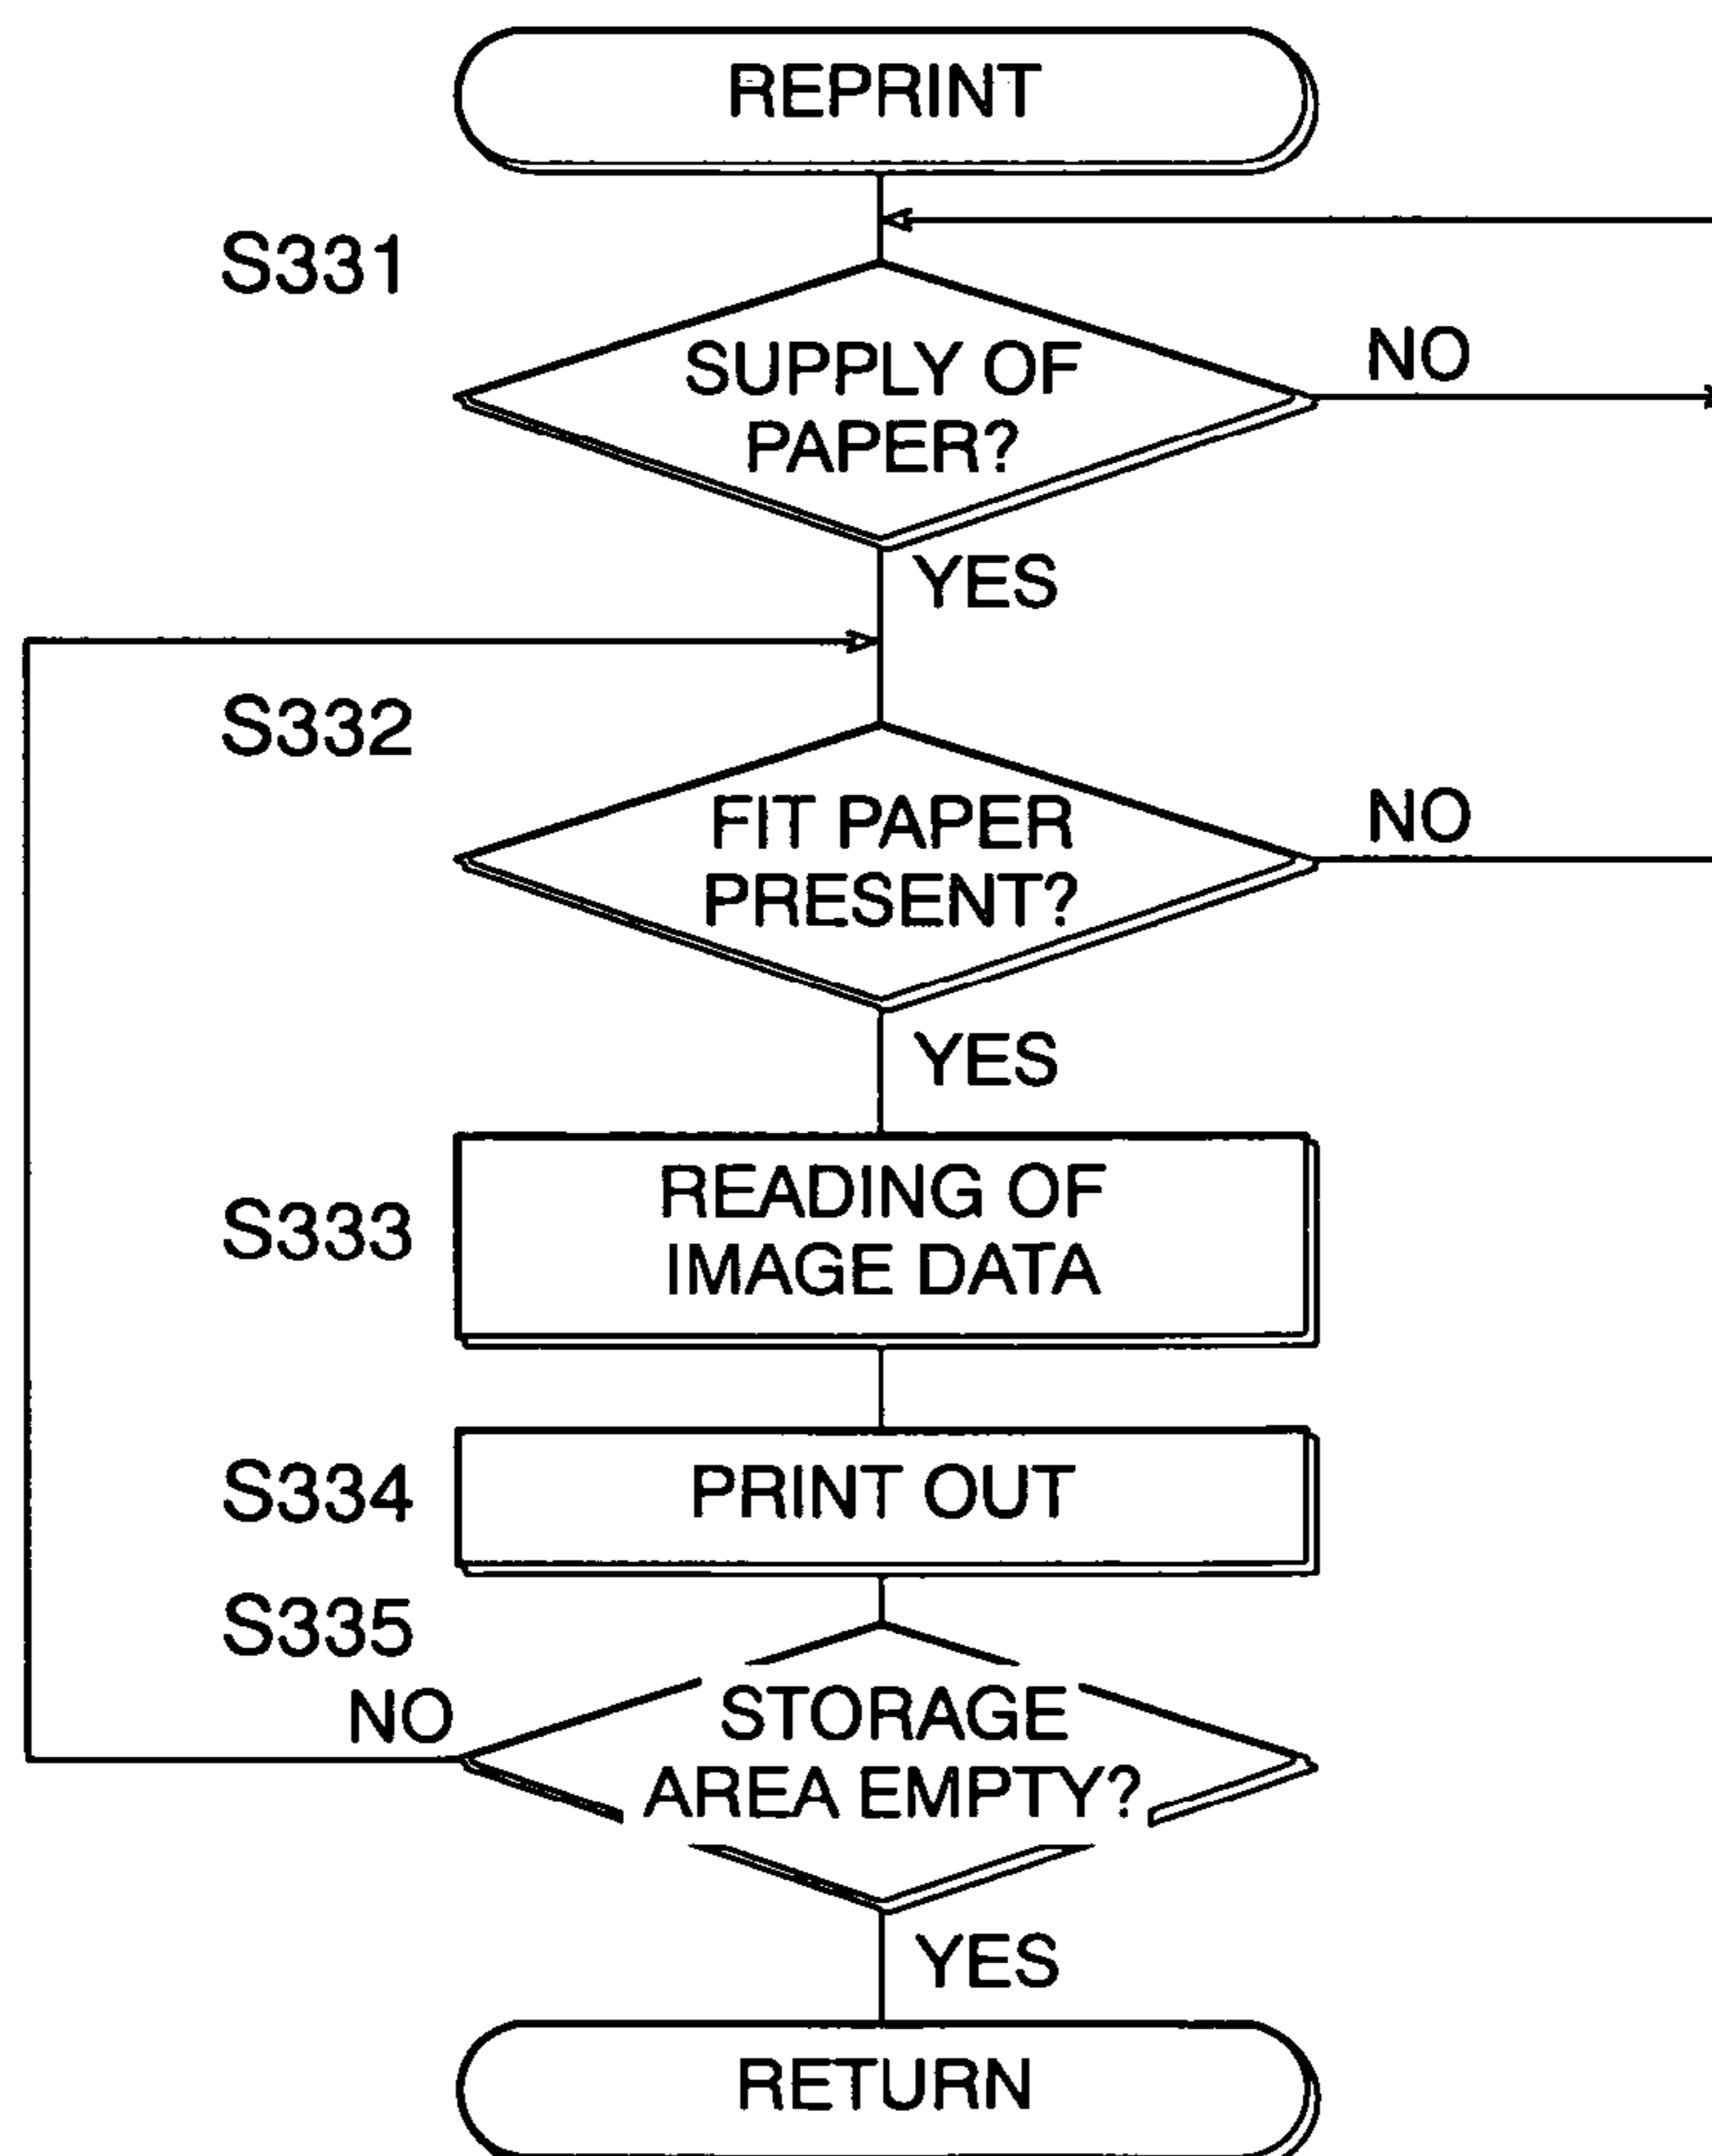 REPRINT
S331
SUPPLY OF
PAPER?
NO
YES
S332
FIT PAPER
PRESENT?
NO
YES
S333
READING OF
IMAGE DATA
S334
PRINT OUT
S335
NO
STORAGE
AREA EMPTY?
YES
RETURN